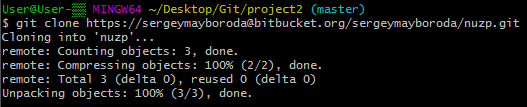 User@User-▒▒ MINGW64 ~/Desktop/Git/project2 (master)
$ git clone https://sergeymayboroda@bitbucket.org/sergeymayboroda/nuzp.git
Cloning into 'nuzp'...
remote: Counting objects: 3, done.
remote: Compressing objects: 100% (2/2), done.
remote: Total 3 (delta 0), reused 0 (delta 0)
Unpacking objects: 100% (3/3), done.